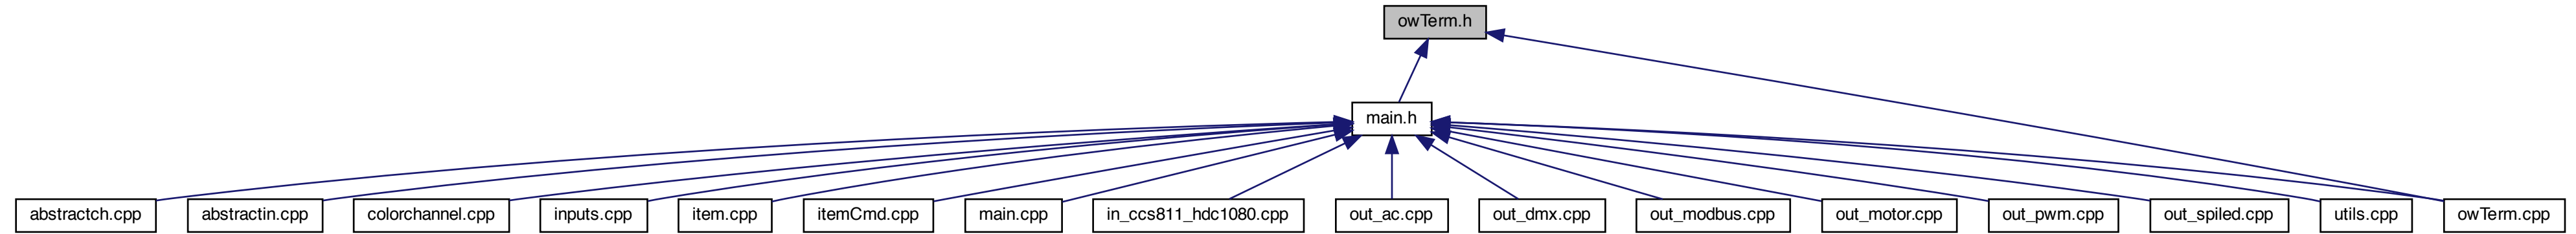 owTerm.h
main.h
abstractch.cpp
abstractin.cpp
colorchannel.cpp
inputs.cpp
item.cpp
itemCmd.cpp
main.cpp
in_ccs811_hdc1080.cpp
out_ac.cpp
out_dmx.cpp
out_modbus.cpp
out_motor.cpp
out_pwm.cpp
out_spiled.cpp
utils.cpp
owTerm.cpp